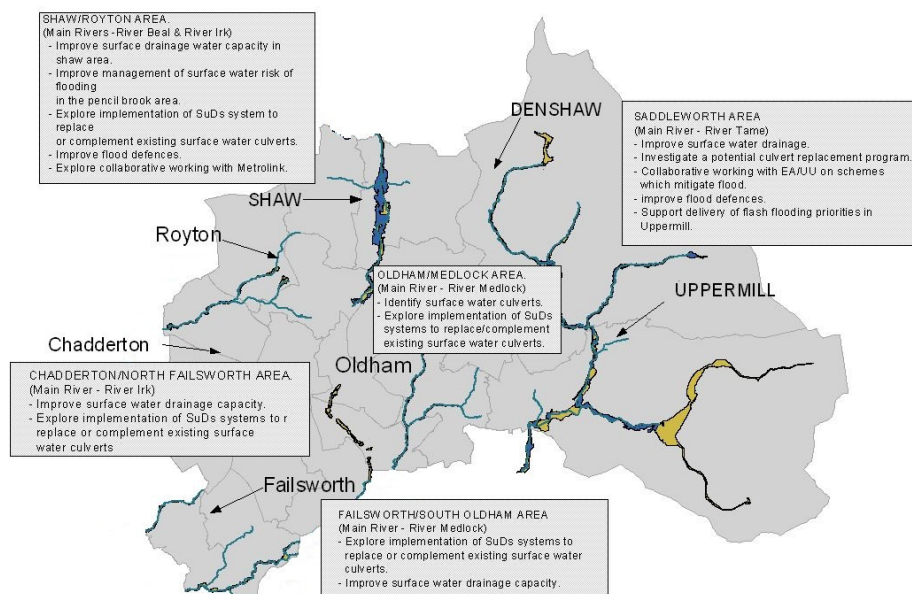 SHAW/ROYTON AREA.
(Main Rivers -River Beal & River Irk)
- Improve surface drainage water capacity in
shaw area.
- Improve management of surface water risk of
flooding
in the pencil brook area.
- Explore implementation of SuDs system to
replace
or complement existing surface water culverts.
- Improve flood defences.
- Explore collaborative working with Metrolink.
DENSHAW
SADDLEWORTH AREA
(Main River - River Tame)
- Improve surface water drainage.
- Investigate a potential culvert replacement program.
- Collaborative working with EA/UU on schemes
which mitigate flood.
- improve flood defences.
- Support delivery of flash flooding priorities in
Uppermill.
SHAW
Royton
OLDHAM/MEDLOCK AREA.
(Main River - River Medlock)
- Identify surface water culverts.
- Explore implementation of SuDs
systems to replace/complement
existing surface water culverts.
UPPERMILL
Chadderton
Oldham
CHADDERTON/NORTH FAILSWORTH AREA.
(Main River - River Irk)
- Improve surface water drainage capacity.
- Explore implementation of SuDs systems to r
replace or complement existing surface
water culverts
Failsworth
FAILSWORTH/SOUTH OLDHAM AREA
(Main River - River Medlock)
- Explore implementation of SuDs systems to
replace or complement existing surface water
culverts.
- Improve surface water drainage capacity.